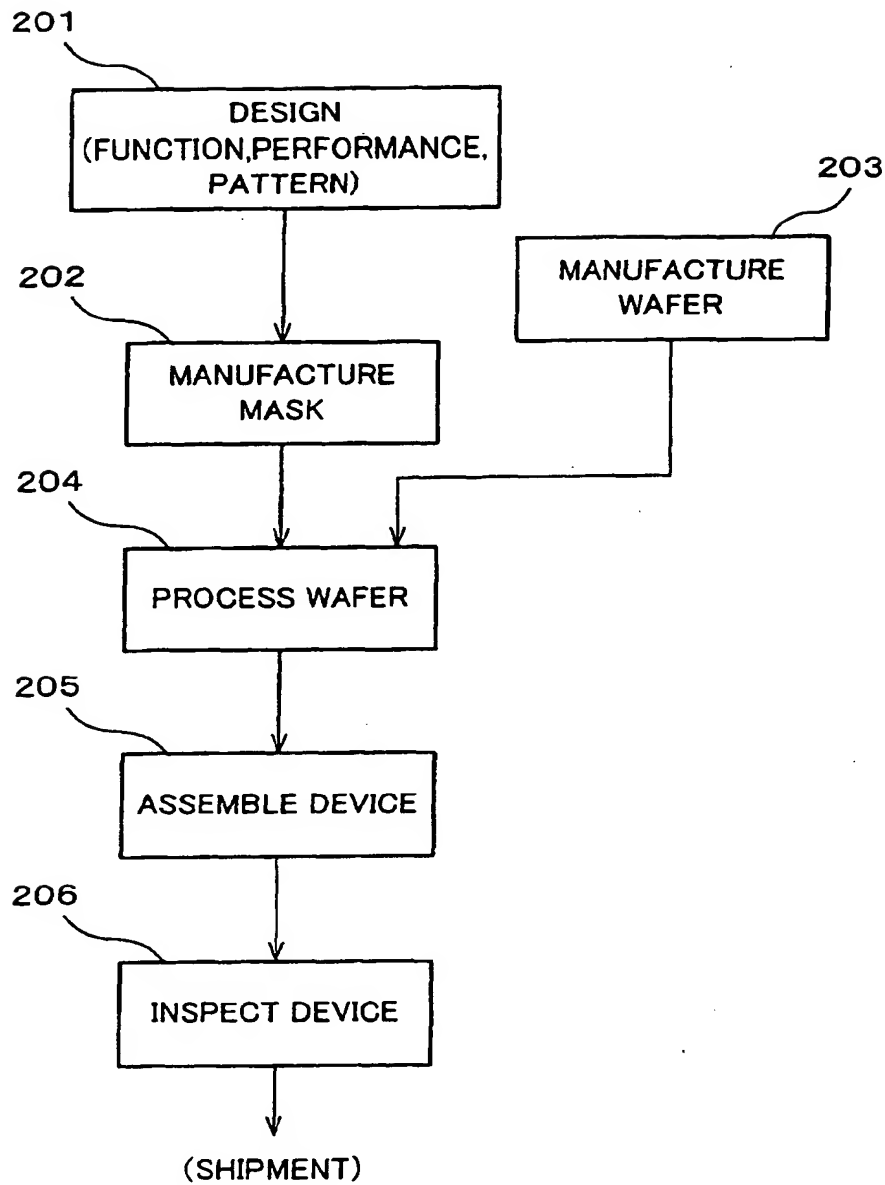 201
DESIGN
(FUNCTION,PERFORMANCE,
PATTERN)
203
MANUFACTURE
WAFER
202
MANUFACTURE
MASK
204
PROCESS WAFER
205
ASSEMBLE DEVICE
206
INSPECT DEVICE
(SHIPMENT)